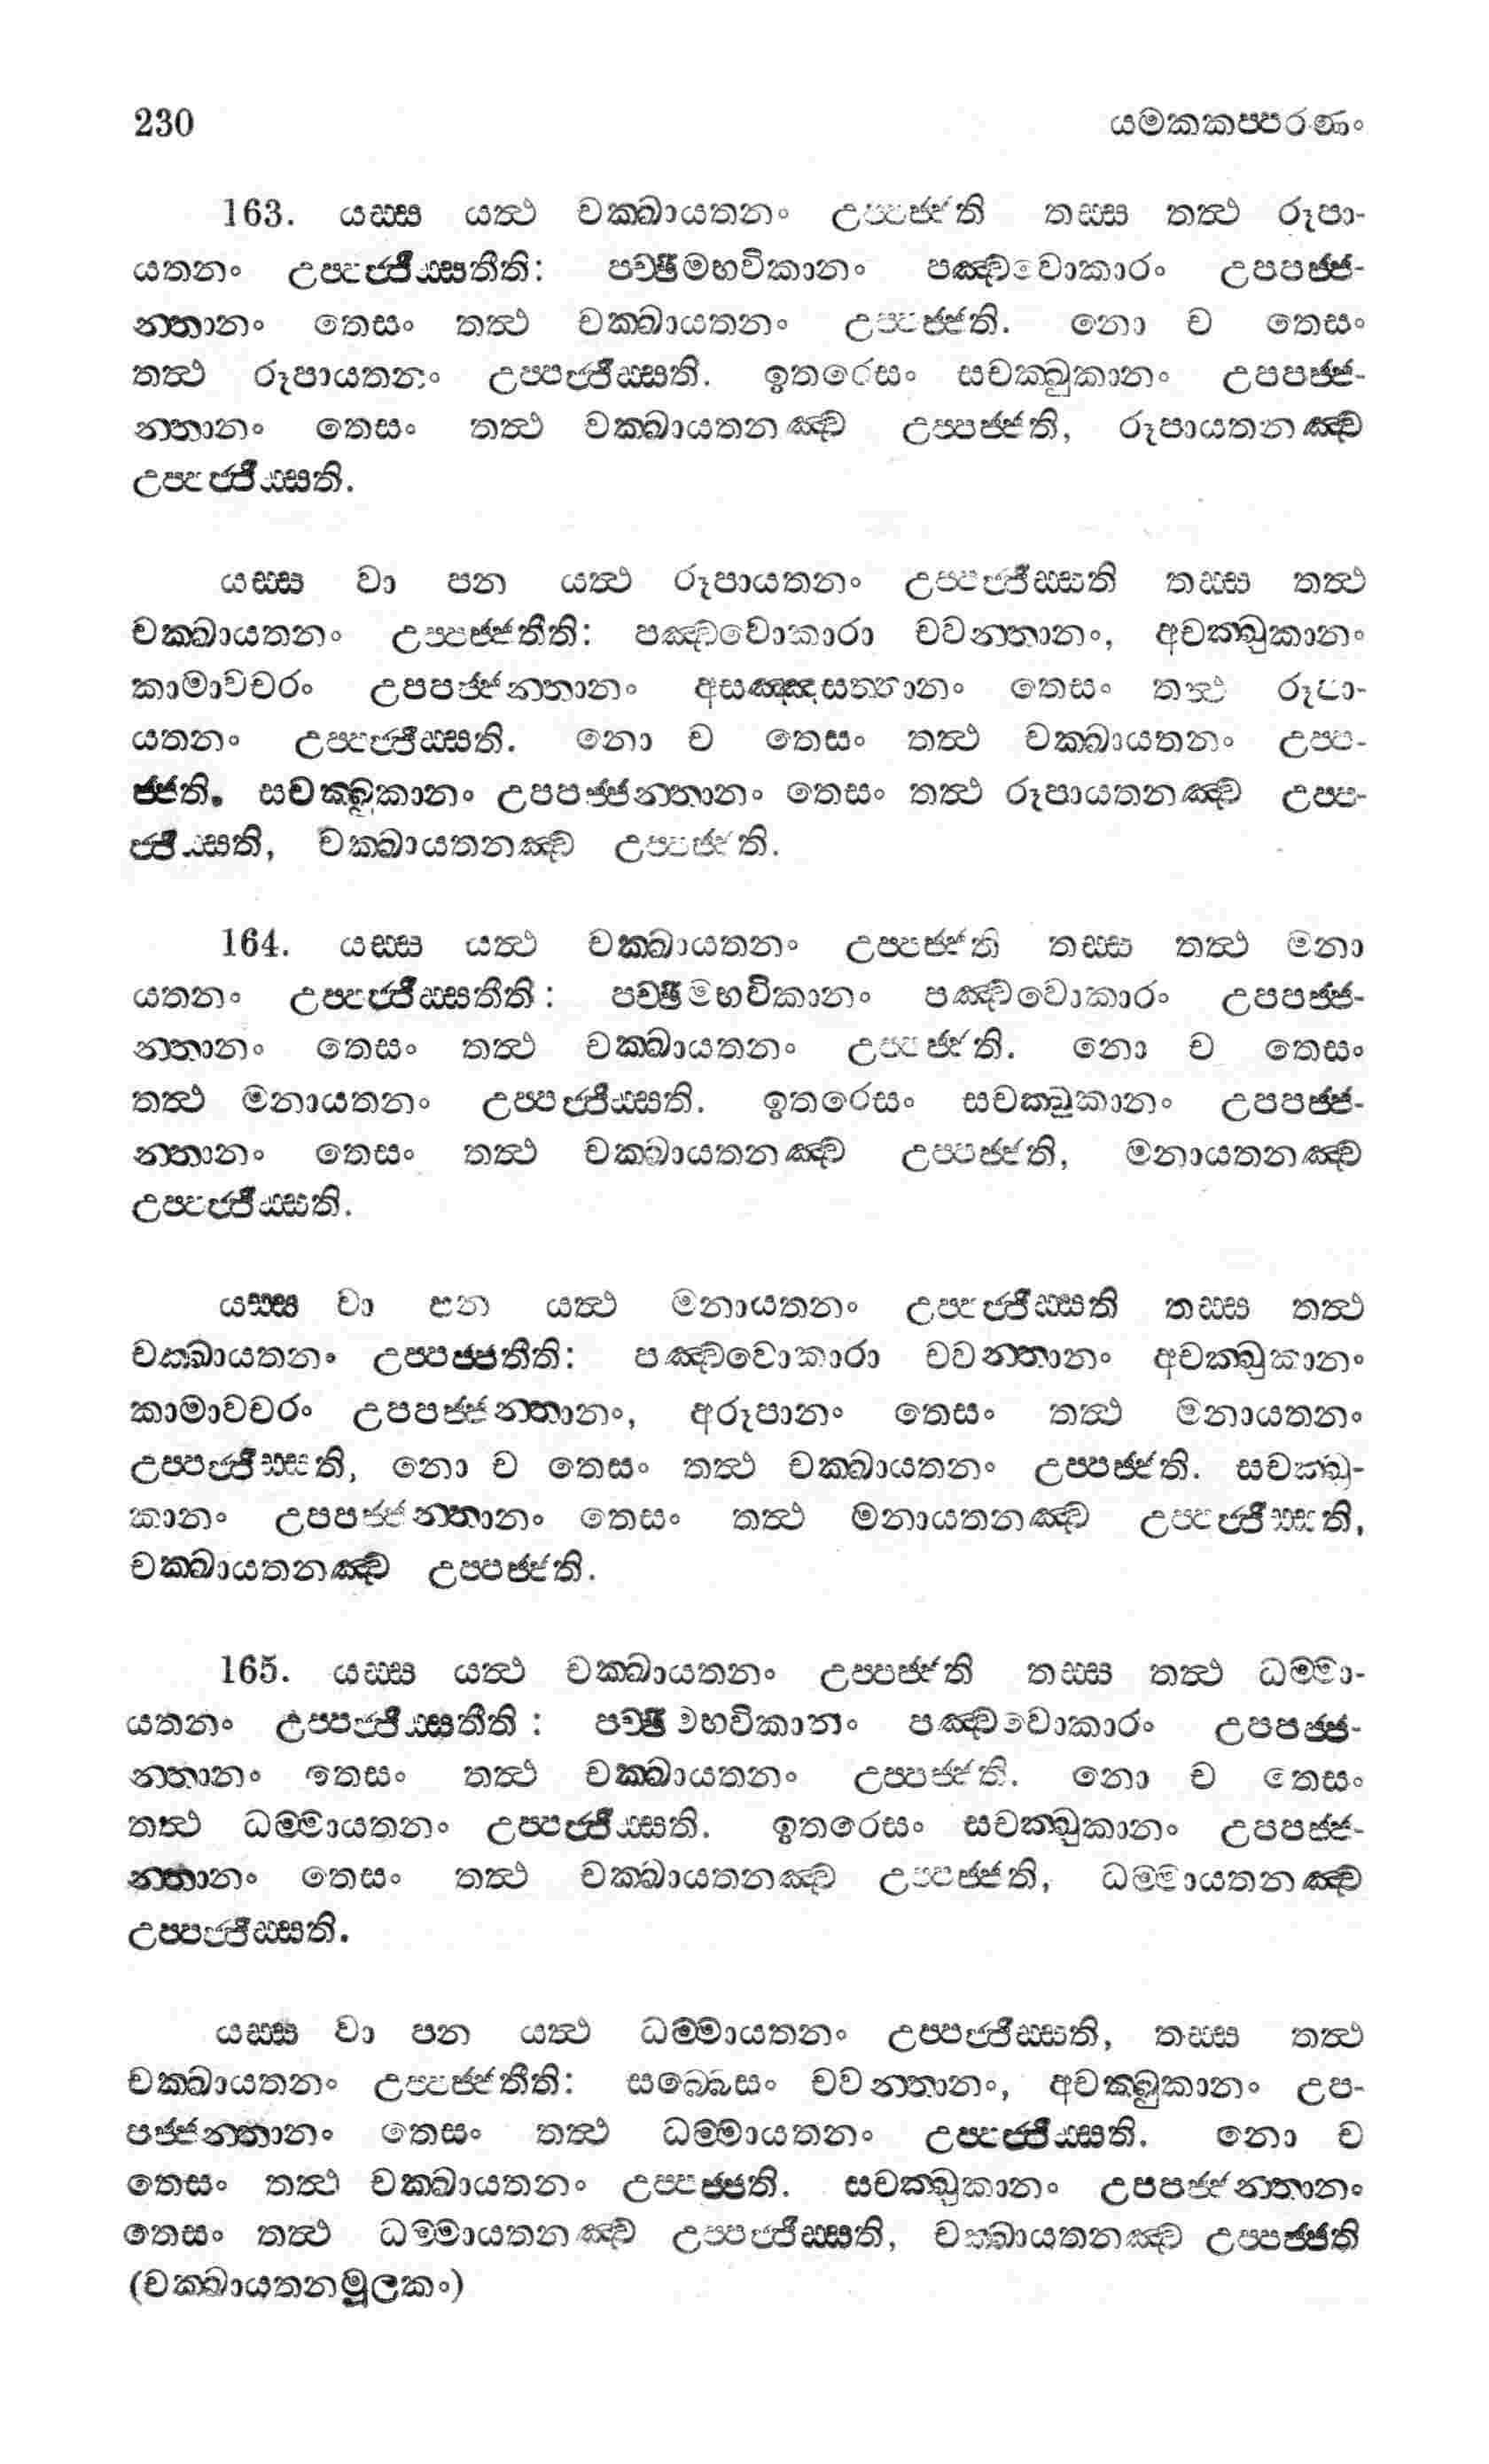 230 යමකකප්පරණං
163. යස්ස යත්ථ චක්ඛායතනං උප්පජ්ජති තස්ස තත්ථ රූපා-
යතනං උප්පජ්ජිස්සතීති: පච්ඡිමභවිකානං පඤ්චවොකාරං උපපජ්ජ-
න්තානං තෙසං තත්ථ චක්ඛායතනං උප්පජ්ජති. නො ච තෙසං
තත්ථ රූපායතනං උප්පජ්ජිස්සති. ඉතරෙසං සචක්ඛුකානං උපපජ්ජ-
න්තානං තෙසං තත්ථ චක්ඛායතනඤ්ච උප්පජ්ජති, රූපායතනඤ්ච
උප්පජ්ජිස්සති.
යස්ස වා පන යත්ථ රූපායතනං උප්පජ්ජිස්සති තස්ස තත්ථ
චක්ඛායතනං උප්පජ්ජතීති: පඤ්චවොකාරා චවන්තානං, අචක්ඛුකානං
කාමාවචරං උපපජ්ජන්තානං අසඤ්ඤසත්තානං තෙසං තත්ථ රූපා-
යතනං උප්පජ්ජිස්සති. නො ච තෙසං තත්ථ චක්ඛායතනං උප්ප-
ජ්ජති. සචක්ඛූකානං උපපජ්ජන්තානං තෙසං තත්ථ රූපායතනඤ්ච උප්ප-
ජ්ජිස්සති, චක්ඛායතනඤ්ච උප්පජ්ජති.
164. යස්ස යත්ථ චක්ඛායතනං උප්පජ්ජති තස්ස තත්ථ මනා
යතනං උප්පජ්ජිස්සතීති: පච්ඡිමභවිකානං පඤ්චවොකාරං උපපජ්ජ-
න්තානං තෙසං තත්ථ චක්ඛායතනං උප්පජ්ජති. නො ච තෙසං
තත්ථ මනායතනං උප්පජ්ජිස්සති. ඉතරෙසං සචක්ඛුකානං උපපජ්ජ-
න්තානං තෙසං තත්ථ චක්ඛායතනඤ්ච උප්පජ්ජති, මනායතනඤ්ච
උප්පජ්ජිස්සති.
යස්ස වා පන යත්ථ මනායතනං උප්පජ්ජිස්සති තස්ස තත්ථ
චක්ඛායතනං උප්පජ්ජතීති: පඤ්චවොකාරා චවන්තානං අචක්ඛුකානං
කාමාවචරං උපපජ්ජන්තානං, අරූපානං තෙසං තත්ථ මනායතනං
උප්පජ්ජිස්සති, නො ච තෙසං තත්ථ චක්ඛායතනං උප්පජ්ජති. සචක්ඛු-
කානං උපපජ්ජන්තානං තෙසං තත්ථ මනායතනඤ්ච උප්පජ්ජිස්සති,
චක්ඛායතනඤ්ච උප්පජ්ජති.
165. යස්ස යත්ථ චක්ඛායතනං උප්පජ්ජති තස්ස තත්ථ ධම්මා-
යතනං උප්පජ්ජිස්සතීති: පච්ඡිමභවිකානං පඤ්චවොකාරං උපපජ්ජ-
න්තානං තෙසං තත්ථ චක්ඛායතනං උප්පජ්ජති. නො ච තෙසං
තත්ථ ධම්මායතනං උප්පජ්ජිස්සති. ඉතරෙසං සචක්ඛුකානං උපපජ්ජ-
න්තානං තෙසං තත්ථ චක්ඛායතනඤ්ච උප්පජ්ජති, ධම්මායතනඤ්ච
උප්පජ්ජිස්සති.
යස්ස වා පන යත්ථ ධම්මායතනං උප්පජ්ජිස්සති, තස්ස තත්ථ
චක්ඛායතනං උප්පජ්ජතීති: සබ්බෙසං චවන්තානං, අචක්ඛුකානං උප-
පජ්ජන්තානං තෙසං තත්ථ ධම්මායතනං උප්පජ්ජිස්සති. නො ච
තෙසං තත්ථ චක්ඛායතනං උප්පජ්ජති. සචක්ඛුකානං උපපජ්ජන්තානං
තෙසං තත්ථ ධම්මායතනඤ්ච උප්පජ්ජිස්සති, චක්ඛායතනඤ්ච උප්පජ්ජති
(චක්ඛායතනමූලකං)